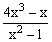 4x³ − x
x² − 1